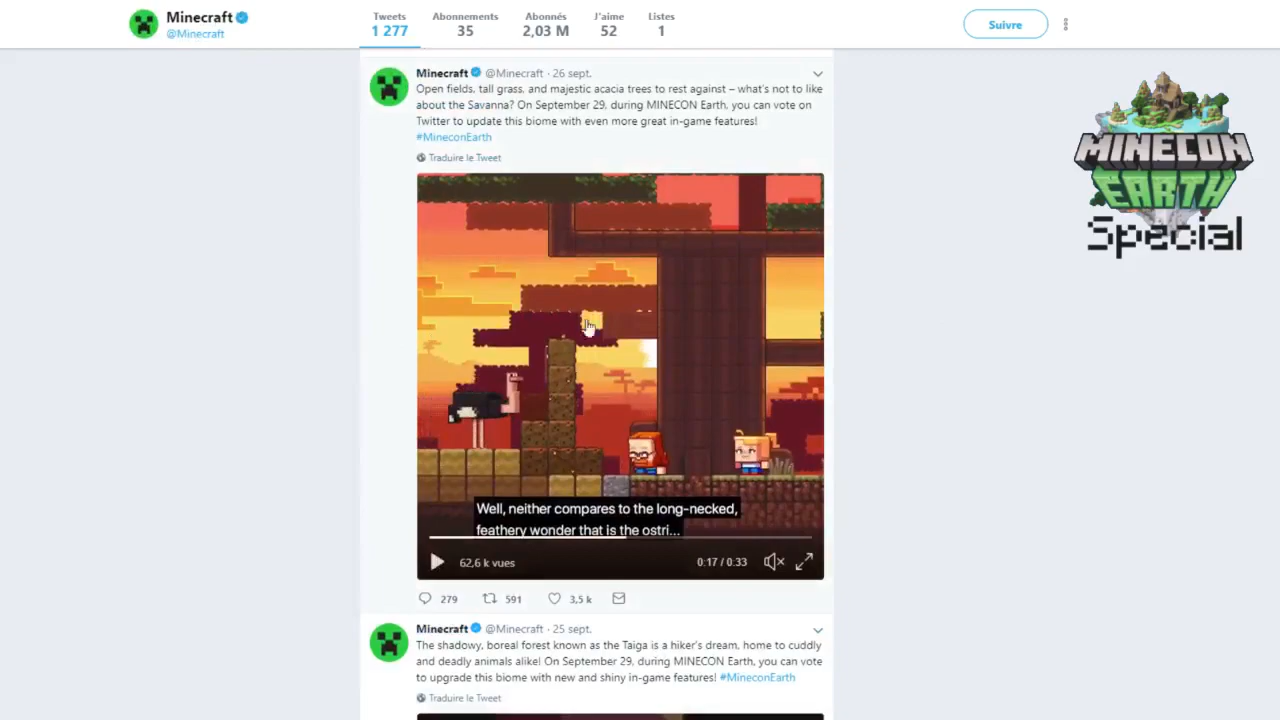 Minecraft
@Minecraft
Tweets
1 277
Abonnements
35
Abonnés
2,03 M
J'aime
52
Listes
1
Suivre
Minecraft @Minecraft · 26 sept.
Open fields, tall grass, and majestic acacia trees to rest against – what's not to like
about the Savanna? On September 29, during MINECON Earth, you can vote on
Twitter to update this biome with even more great in-game features!
#MineconEarth
Traduire le Tweet
MINECON
EARTH
Special
Well, neither compares to the long-necked,
feathery wonder that is the ostri...
62,6 k vues
0:17 / 0:33
279 591 3,5 k
Minecraft @Minecraft · 25 sept.
The shadowy, boreal forest known as the Taiga is a hiker's dream, home to cuddly
and deadly animals alike! On September 29, during MINECON Earth, you can vote
to upgrade this biome with new and shiny in-game features! #MineconEarth
Traduire le Tweet